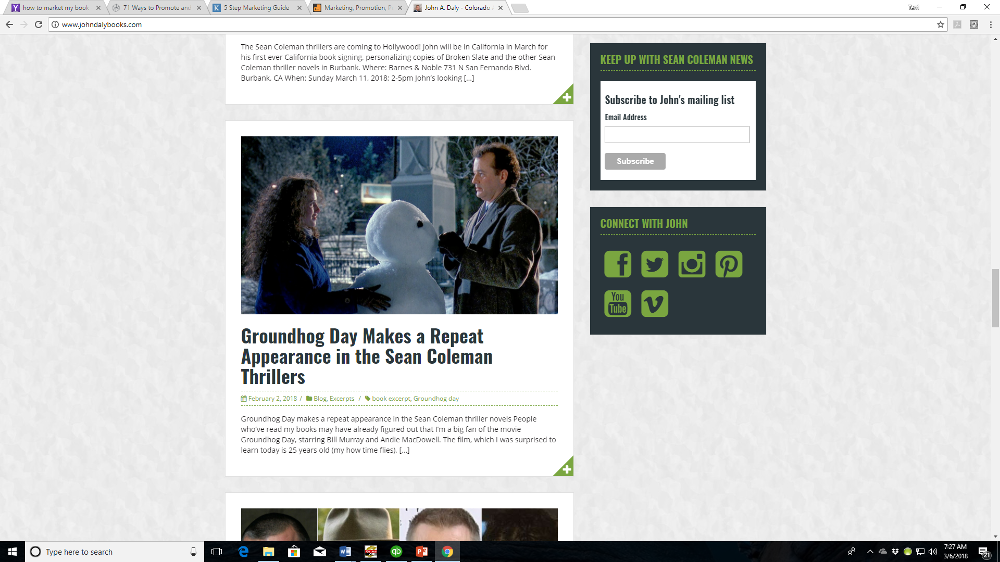 how to market my book
71 Ways to Promote and
5 Step Marketing Guide
Marketing, Promotion, P
John A. Daly - Colorado
Terri
www.johndalybooks.com
The Sean Coleman thrillers are coming to Hollywood! John will be in California in March for
his first ever California book signing, personalizing copies of Broken Slate and the other Sean
Coleman thriller novels in Burbank. Where: Barnes & Noble 731 N San Fernando Blvd.
Burbank, CA When: Sunday March 11, 2018; 2-5pm John’s looking […]
Groundhog Day Makes a Repeat
Appearance in the Sean Coleman
Thrillers
February 2, 2018 / Blog, Excerpts / book excerpt, Groundhog day
Groundhog Day makes a repeat appearance in the Sean Coleman thriller novels People
who’ve read my books may have already figured out that I’m a big fan of the movie
Groundhog Day, starring Bill Murray and Andie MacDowell. The film, which I was surprised to
learn today is 25 years old (my how time flies), […]
KEEP UP WITH SEAN COLEMAN NEWS
Subscribe to John's mailing list
Email Address
Subscribe
CONNECT WITH JOHN
You
Tube
Type here to search
7:27 AM
3/6/2018
21